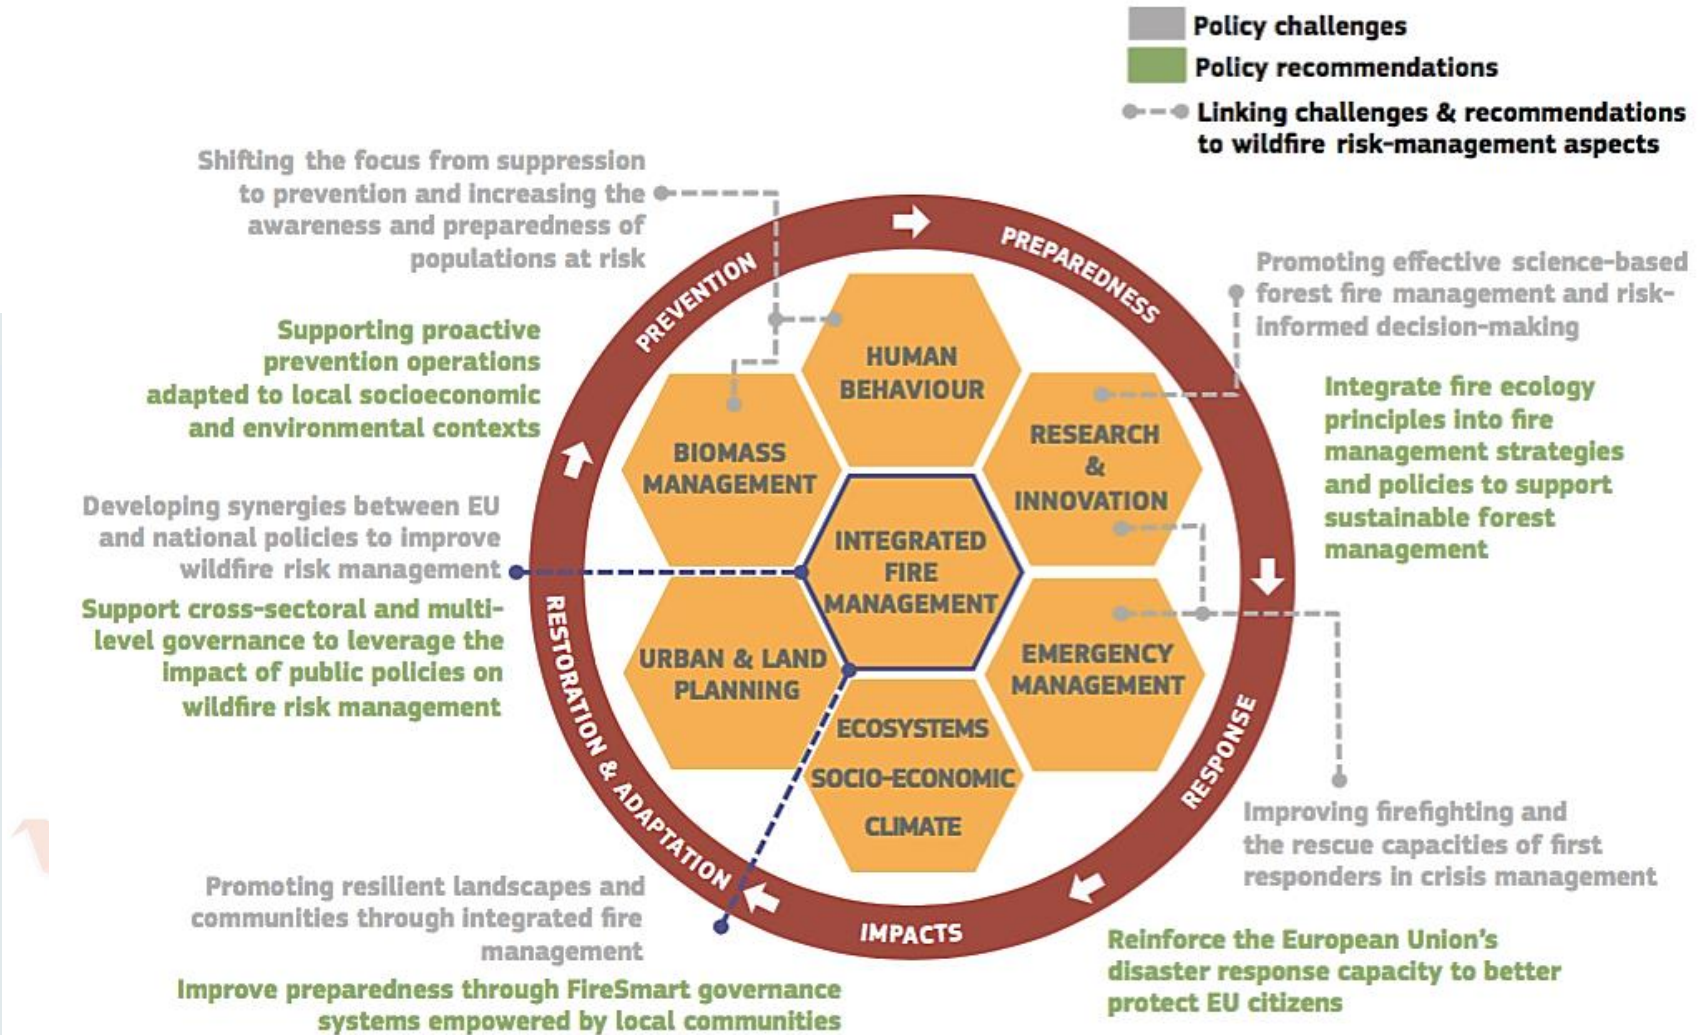 Policy challenges
Policy recommendations
Linking challenges & recommendations
to wildfire risk-management aspects
Shifting the focus from suppression
to prevention and increasing the
awareness and preparedness of
populations at risk
Supporting proactive
prevention operations
adapted to local socioeconomic
and environmental contexts
Developing synergies between EU
and national policies to improve
wildfire risk management
Support cross-sectoral and multi-
level governance to leverage the
impact of public policies on
wildfire risk management
Promoting resilient landscapes and
communities through integrated fire
management
Improve preparedness through FireSmart governance
systems empowered by local communities
PREVENTION
PREPAREDNESS
RESPONSE
IMPACTS
RESTORATION & ADAPTATION
HUMAN
BEHAVIOUR
BIOMASS
MANAGEMENT
RESEARCH
&
INNOVATION
INTEGRATED
FIRE
MANAGEMENT
URBAN & LAND
PLANNING
EMERGENCY
MANAGEMENT
ECOSYSTEMS
SOCIO-ECONOMIC
CLIMATE
Promoting effective science-based
forest fire management and risk-
informed decision-making
Integrate fire ecology
principles into fire
management strategies
and policies to support
sustainable forest
management
Improving firefighting and
the rescue capacities of first
responders in crisis management
Reinforce the European Union's
disaster response capacity to better
protect EU citizens